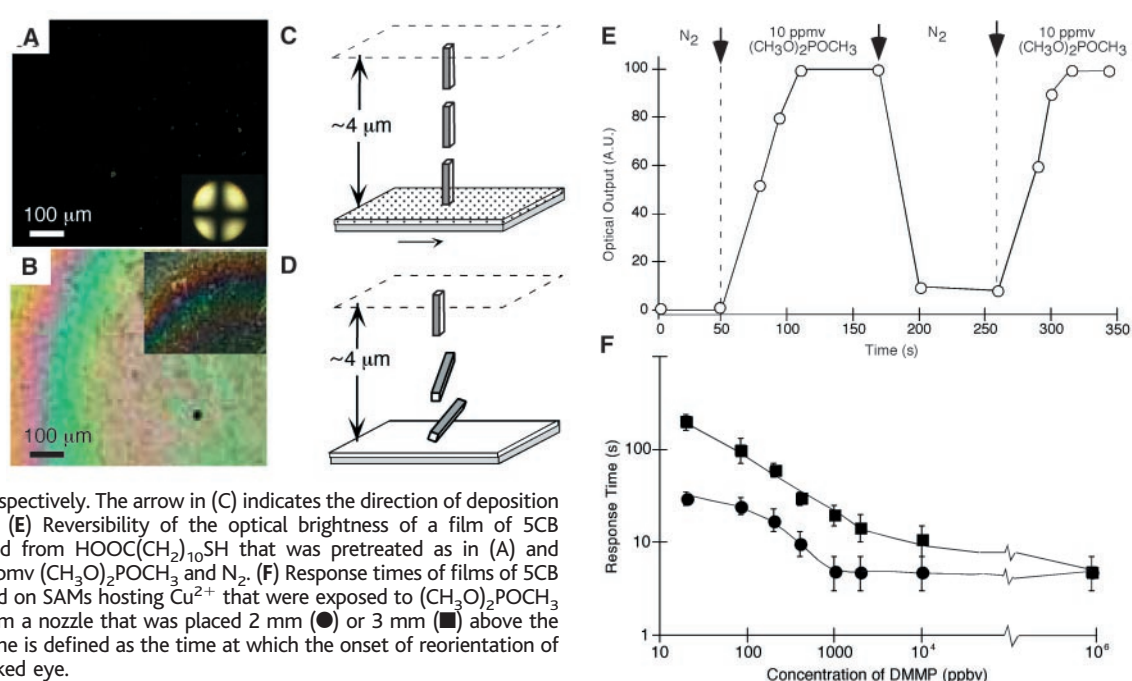 A
100 μm
B
100 μm
C
~4 μm
D
~4 μm
E
N2
10 ppmv
(CH3O)2POCH3
N2
10 ppmv
(CH3O)2POCH3
Optical Output (A.U.)
100
80
60
40
20
0
0 50 100 150 200 250 300 350
Time (s)
F
Response Time (s)
100
10
1
10 100 1000 10⁴ 10⁶
Concentration of DMMP (ppbv)
spectively. The arrow in (C) indicates the direction of deposition
(E) Reversibility of the optical brightness of a film of 5CB
d from HOOC(CH2)10SH that was pretreated as in (A) and
pmv (CH3O)2POCH3 and N2. (F) Response times of films of 5CB
d on SAMs hosting Cu²⁺ that were exposed to (CH3O)2POCH3
m a nozzle that was placed 2 mm (●) or 3 mm (■) above the
ne is defined as the time at which the onset of reorientation of
ked eye.